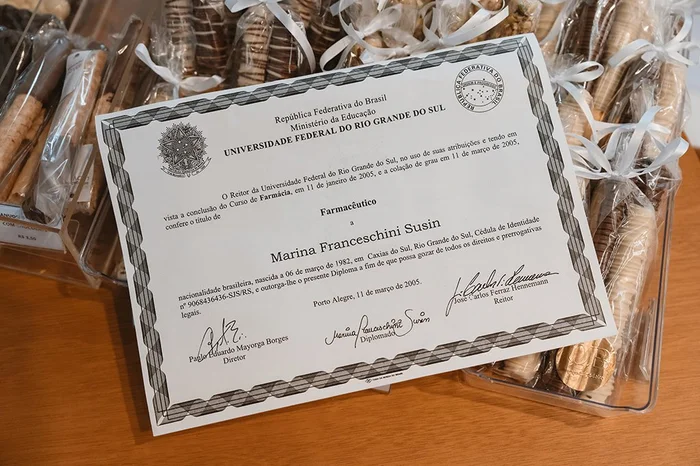 República Federativa do Brasil
Ministério da Educação
UNIVERSIDADE FEDERAL DO RIO GRANDE DO SUL
O Reitor da Universidade Federal do Rio Grande do Sul, no uso de suas atribuições e tendo em
vista a conclusão do Curso de Farmácia, em 11 de janeiro de 2005, e a colação de grau em 11 de março de 2005,
confere o título de
Farmacêutico
a
Marina Franceschini Susin
nacionalidade brasileira, nascida a 06 de março de 1982, em Caxias do Sul, Rio Grande do Sul, Cédula de Identidade
nº 9068436436-SJS/RS, e outorga-lhe o presente Diploma a fim de que possa gozar de todos os direitos e prerrogativas
legais.
Porto Alegre, 11 de março de 2005.
Marina Franceschini Susin
Paulo Eduardo Mayorga Borges
Diretor
Diplomado
José Carlos Ferraz Hennemann
Reitor